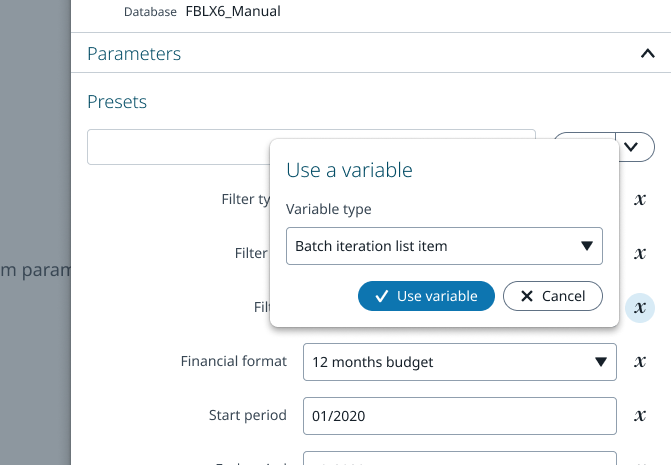 Database FBLX6_Manual
Parameters
Presets
Use a variable
Filter ty
x
Variable type
Filter
Batch iteration list item
x
m param
Use variable
Cancel
Filt
x
Financial format 12 months budget x
Start period 01/2020 x